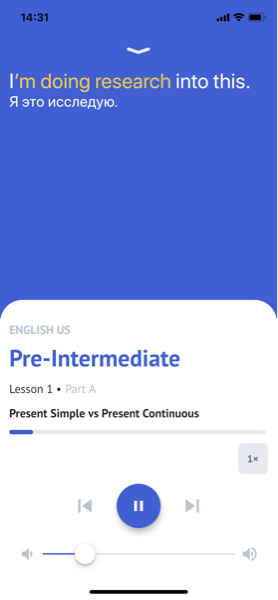 14:31
I'm doing research into this.
Я это исследую.
ENGLISH US
Pre-Intermediate
Lesson 1 • Part A
Present Simple vs Present Continuous
1×